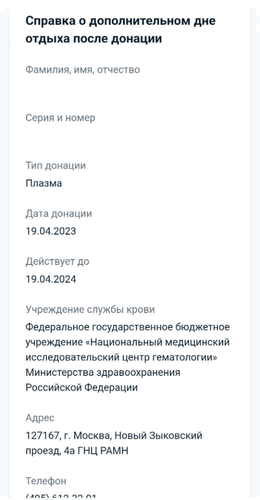 Справка о дополнительном дне
отдыха после донации
Фамилия, имя, отчество
Серия и номер
Тип донации
Плазма
Дата донации
19.04.2023
Действует до
19.04.2024
Учреждение службы крови
Федеральное государственное бюджетное
учреждение «Национальный медицинский
исследовательский центр гематологии»
Министерства здравоохранения
Российской Федерации
Адрес
127167, г. Москва, Новый Зыковский
проезд, 4а ГНЦ РАМН
Телефон